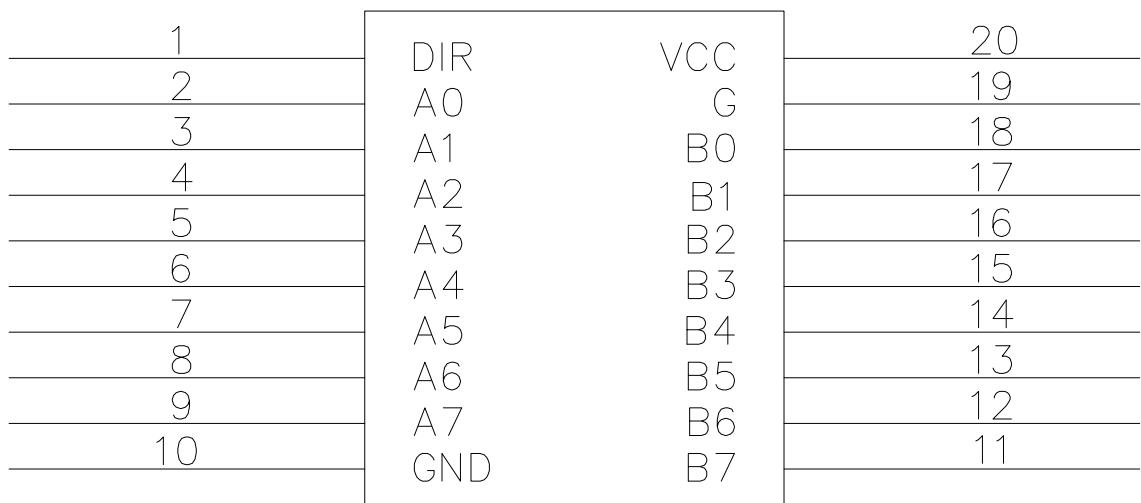 1 DIR VCC 20
2 A0 G 19
3 A1 B0 18
4 A2 B1 17
5 A3 B2 16
6 A4 B3 15
7 A5 B4 14
8 A6 B5 13
9 A7 B6 12
10 GND B7 11